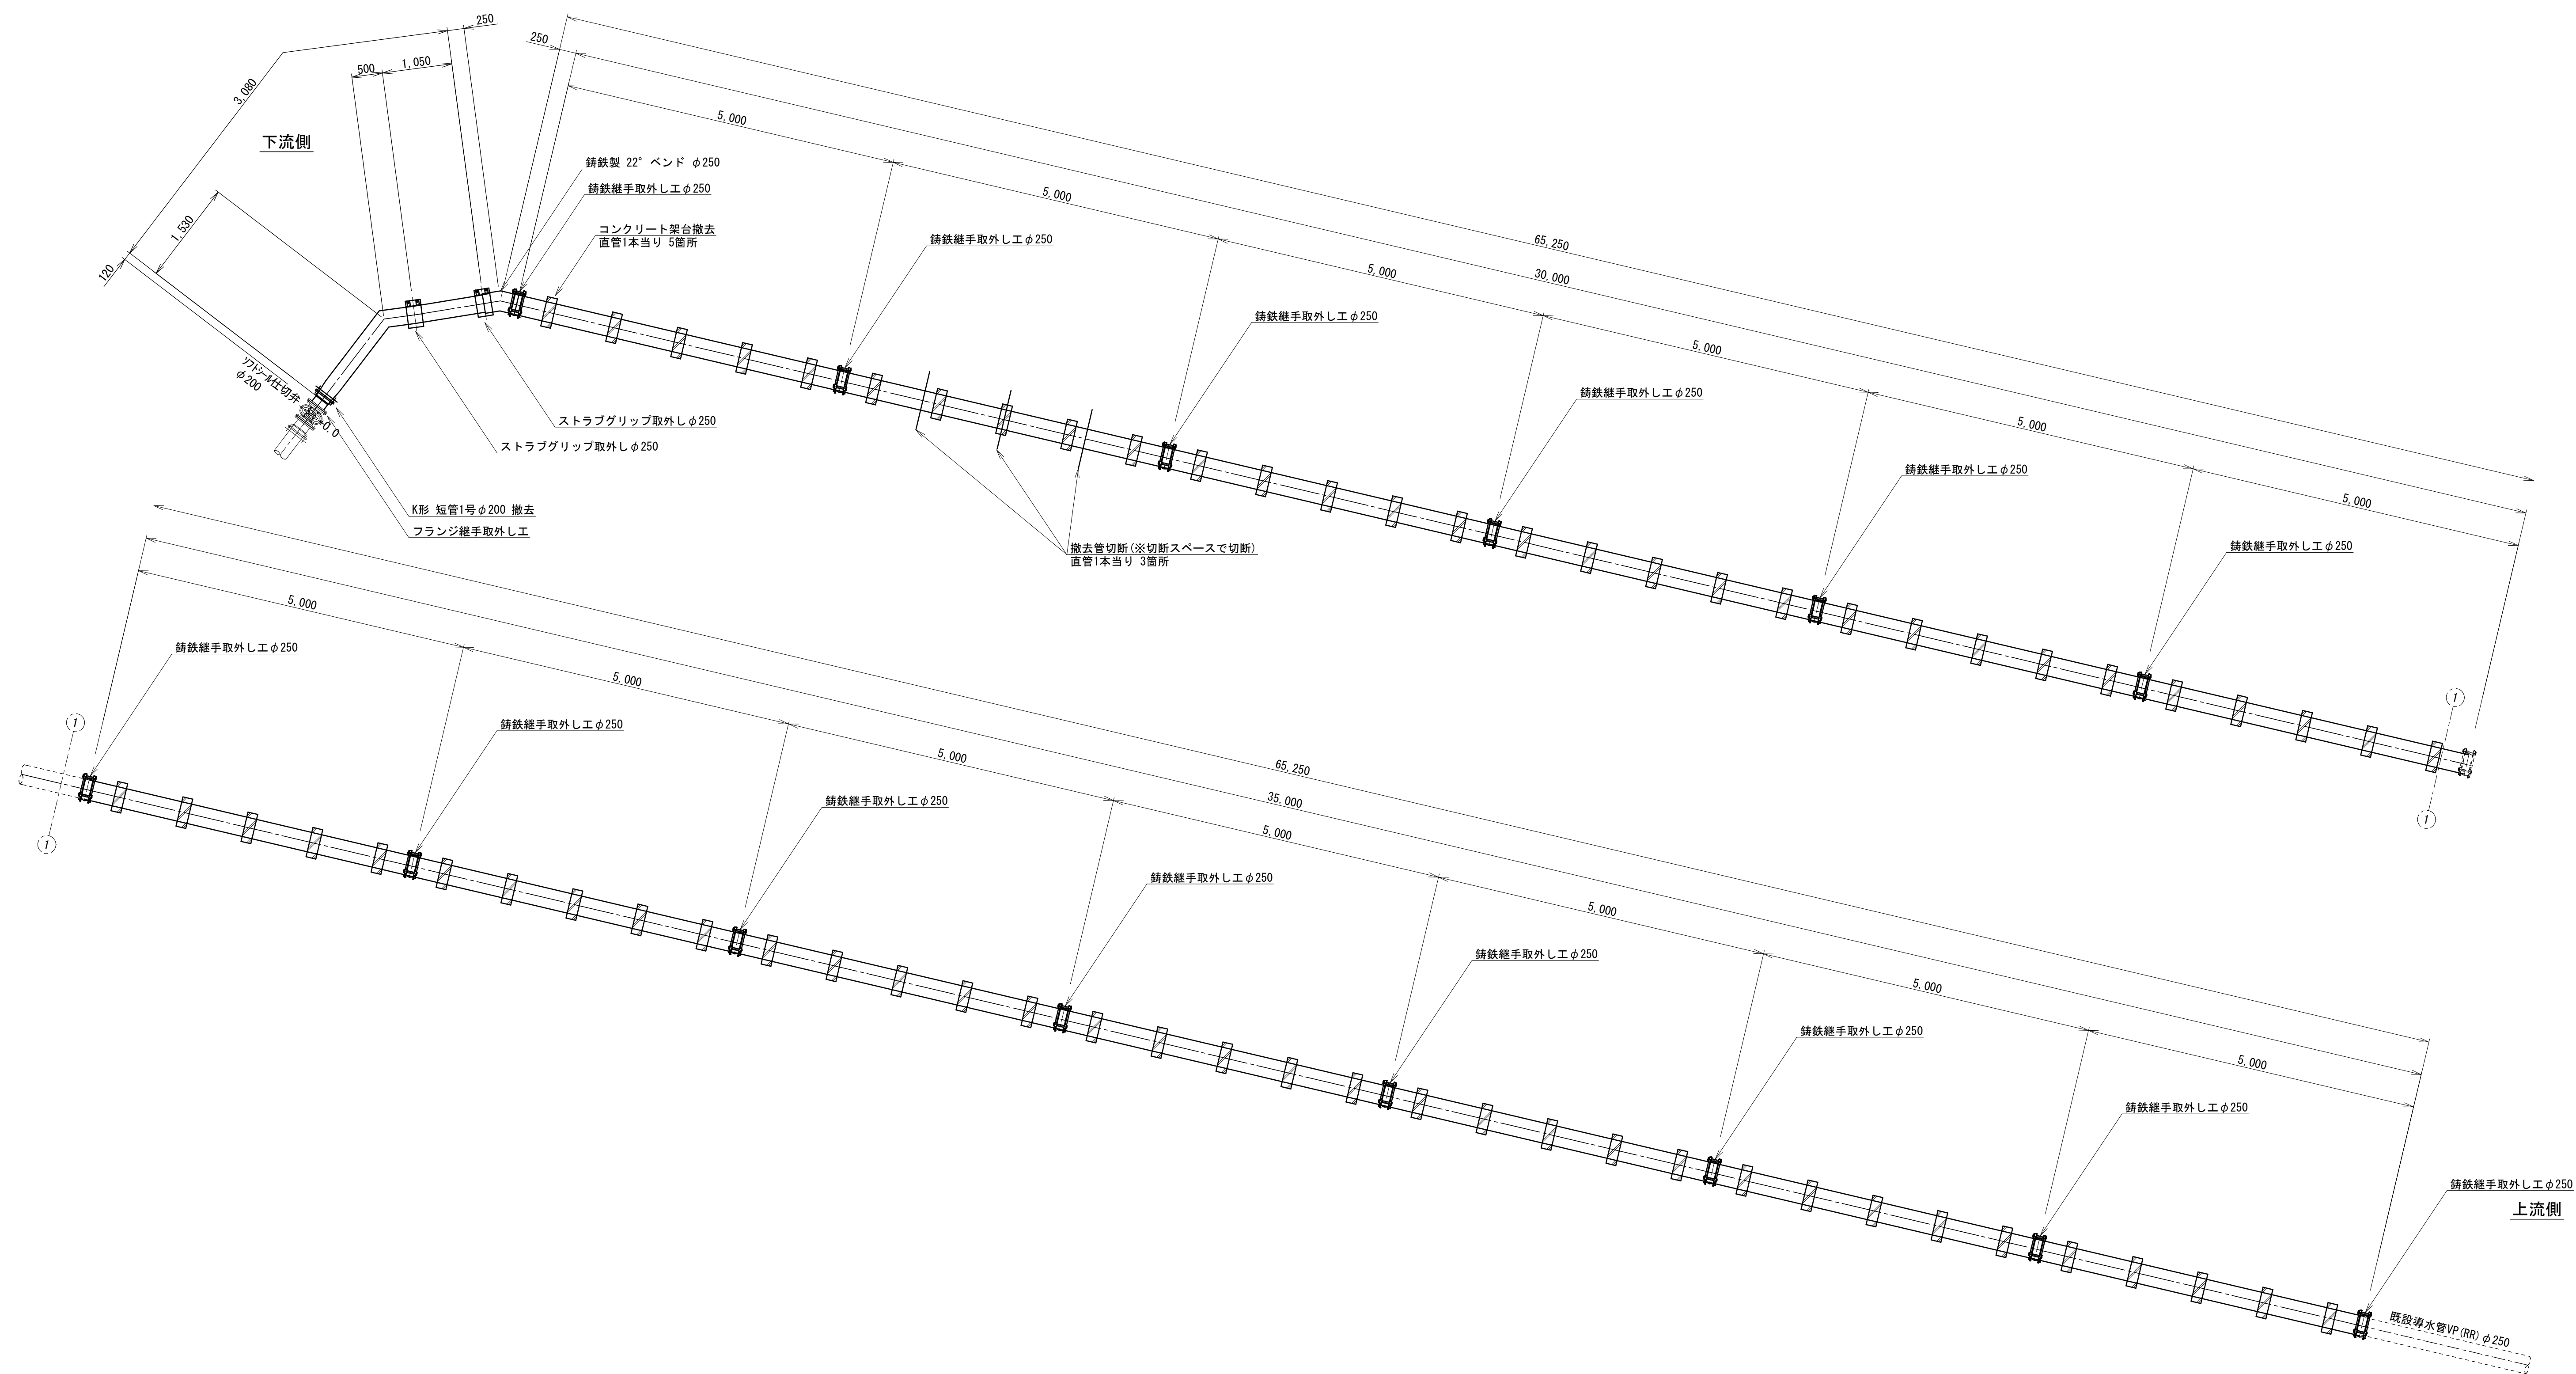 250
250
500
1,050
3,080
下流側
1,530
120
5,000
鋳鉄製 22°ベンド φ250
鋳鉄継手取外し工φ250
コンクリート架台撤去
直管1本当り 5箇所
65,250
30,000
5,000
鋳鉄継手取外し工φ250
5,000
鋳鉄継手取外し工φ250
5,000
鋳鉄継手取外し工φ250
5,000
鋳鉄継手取外し工φ250
5,000
鋳鉄継手取外し工φ250
ソフトシール仕切弁
φ200
+0.0
ストラブグリップ取外しφ250
ストラブグリップ取外しφ250
K形 短管1号φ200 撤去
フランジ継手取外し工
撤去管切断(※切断スペースで切断)
直管1本当り 3箇所
1
1
5,000
鋳鉄継手取外し工φ250
1
1
5,000
鋳鉄継手取外し工φ250
5,000
鋳鉄継手取外し工φ250
65,250
35,000
5,000
鋳鉄継手取外し工φ250
5,000
鋳鉄継手取外し工φ250
5,000
鋳鉄継手取外し工φ250
5,000
鋳鉄継手取外し工φ250
鋳鉄継手取外し工φ250
上流側
既設導水管VP(RR)φ250